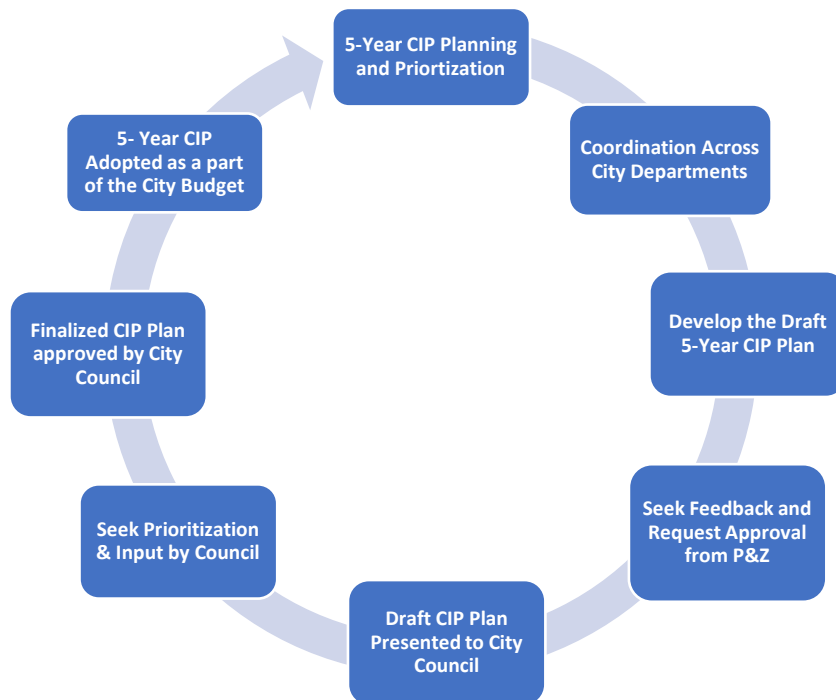 5-Year CIP Planning
and Priortization
Coordination Across
City Departments
Develop the Draft
5-Year CIP Plan
Seek Feedback and
Request Approval
from P&Z
Draft CIP Plan
Presented to City
Council
Seek Prioritization
& Input by Council
Finalized CIP Plan
approved by City
Council
5- Year CIP
Adopted as a part
of the City Budget